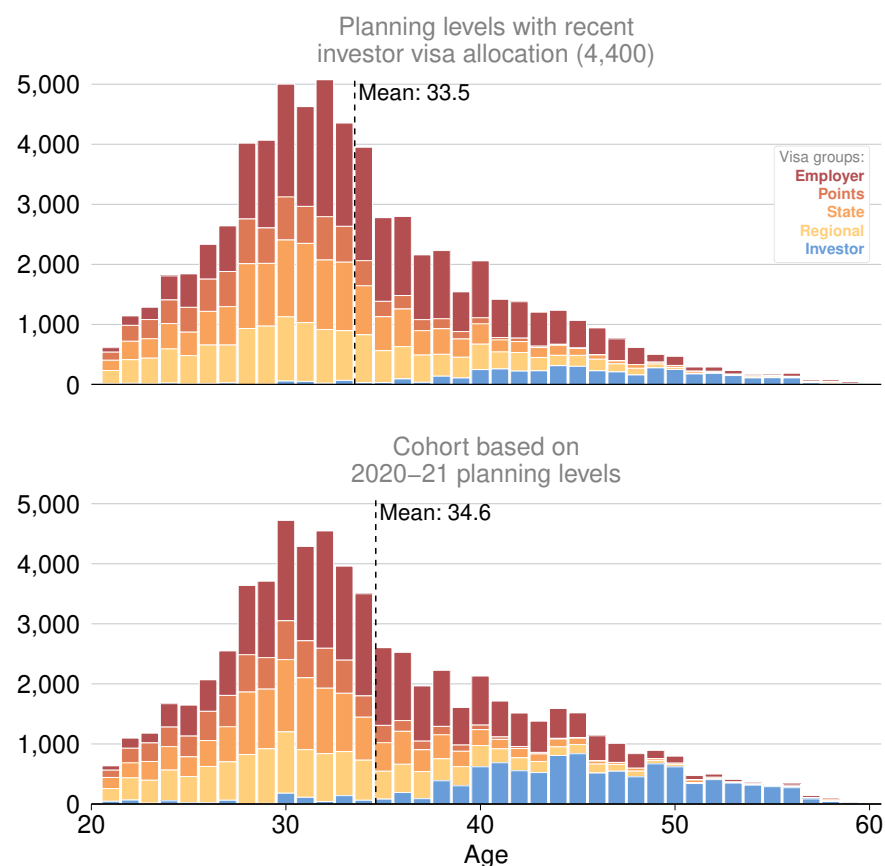 Planning levels with recent
investor visa allocation (4,400)
5,000
4,000
3,000
2,000
1,000
0
Mean: 33.5
Visa groups:
Employer
Points
State
Regional
Investor
Cohort based on
2020–21 planning levels
5,000
4,000
3,000
2,000
1,000
0
Mean: 34.6
20 30 40 50 60
Age